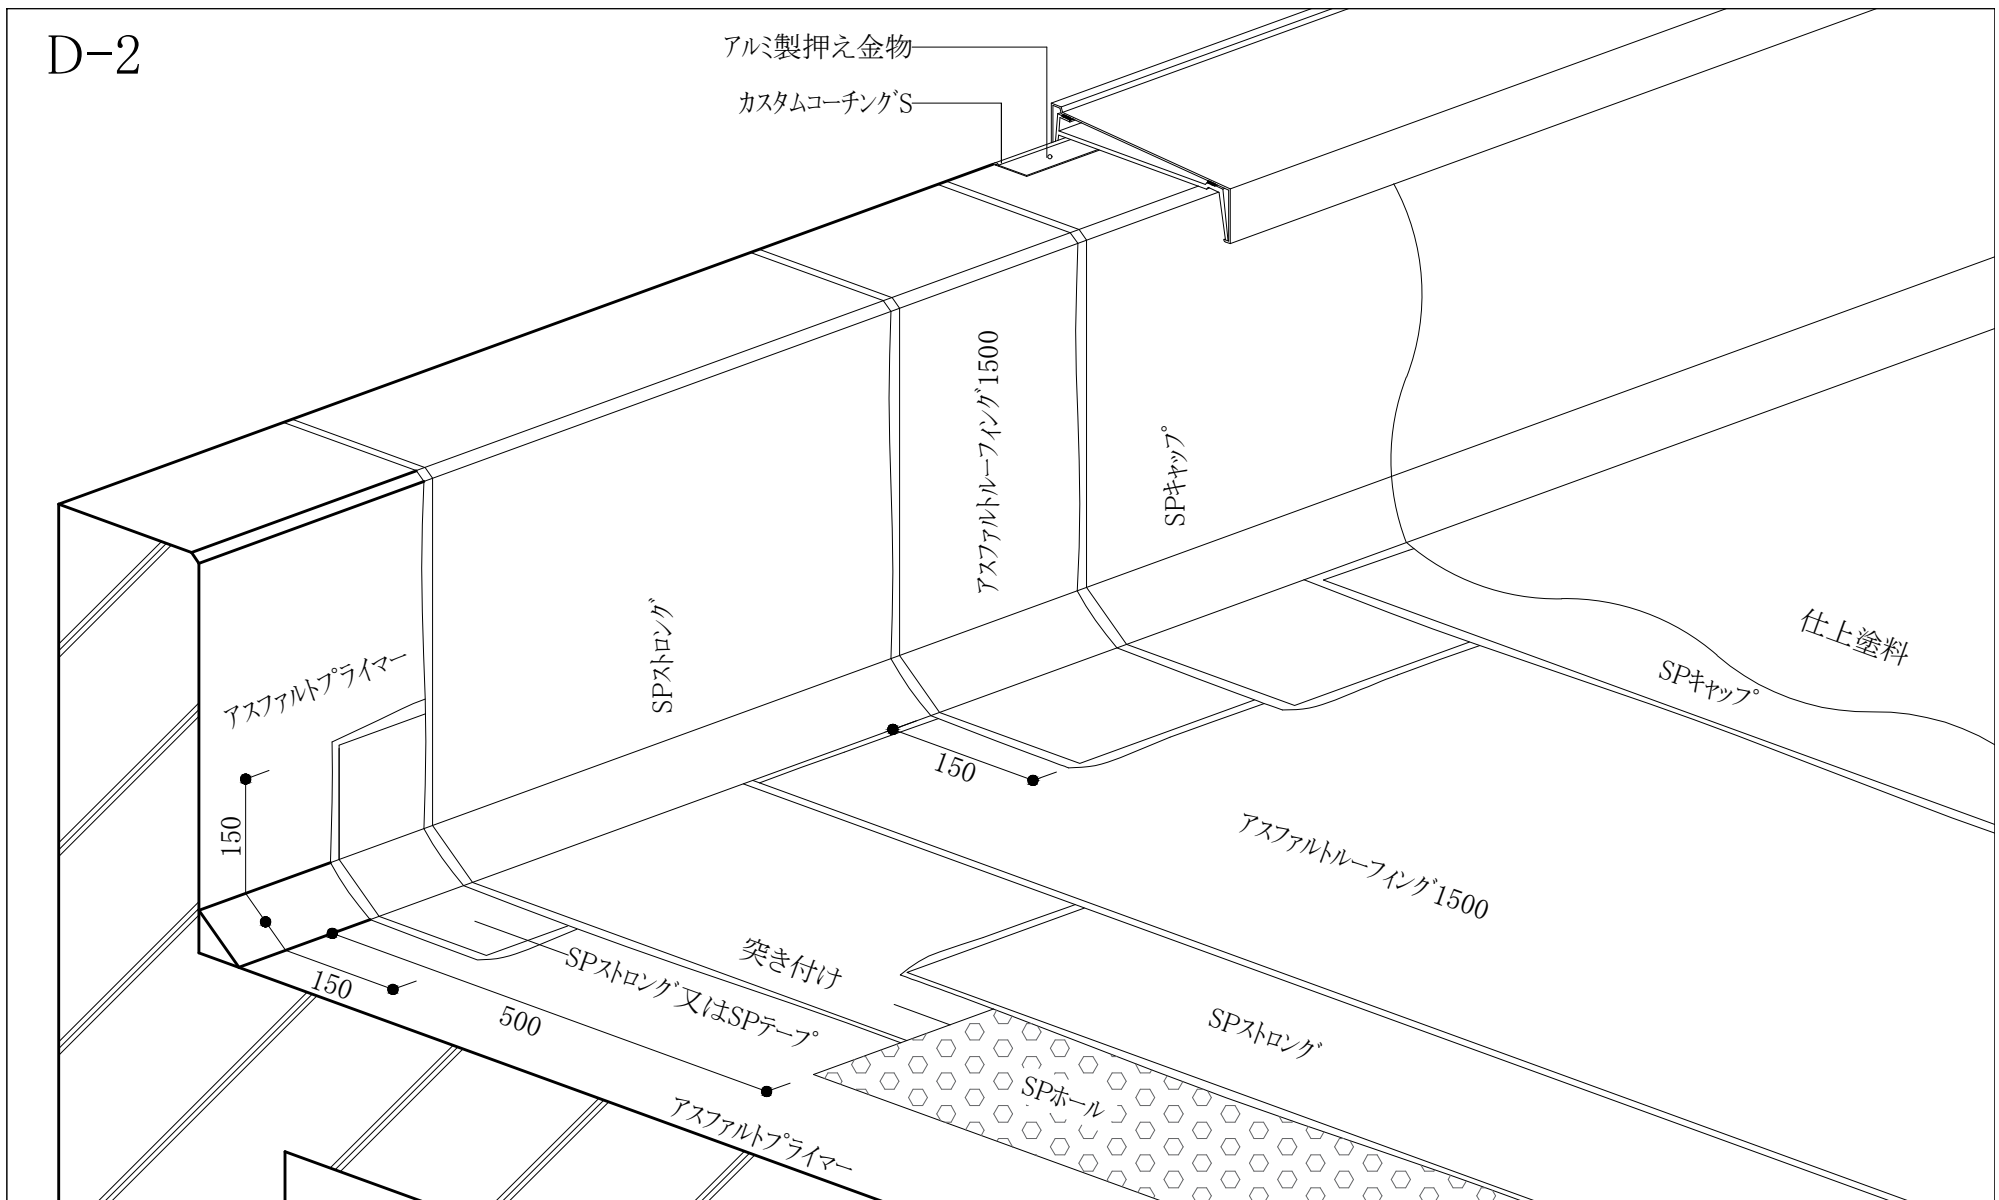 D-2
アルミ製押え金物
カスタムコーチングS
アスファルトルーフィング1500
SPキャップ
SPストロング
アスファルトプライマー
仕上塗料
SPキャップ
150
150
アスファルトルーフィング1500
150
突き付け
SPストロング又はSPテープ
500
SPストロング
SPホール
アスファルトプライマー